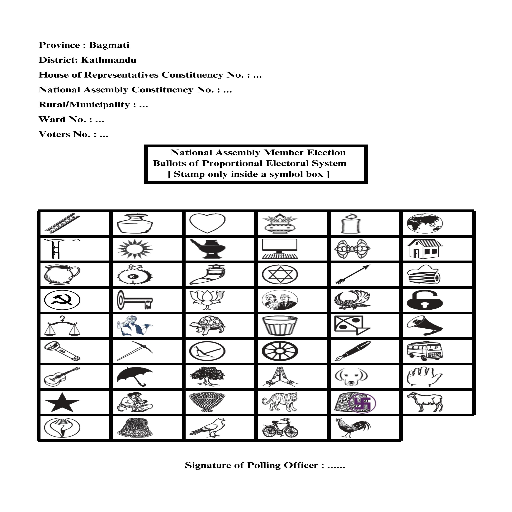 Province : Bagmati
District: Kathmandu
House of Representatives Constituency No. : ...
National Assembly Constituency No. : ...
Rural/Municipality : ...
Ward No. : ...
Voters No. : ...
National Assembly Member Election
Ballots of Proportional Electoral System
[ Stamp only inside a symbol box ]
Signature of Polling Officer : ......